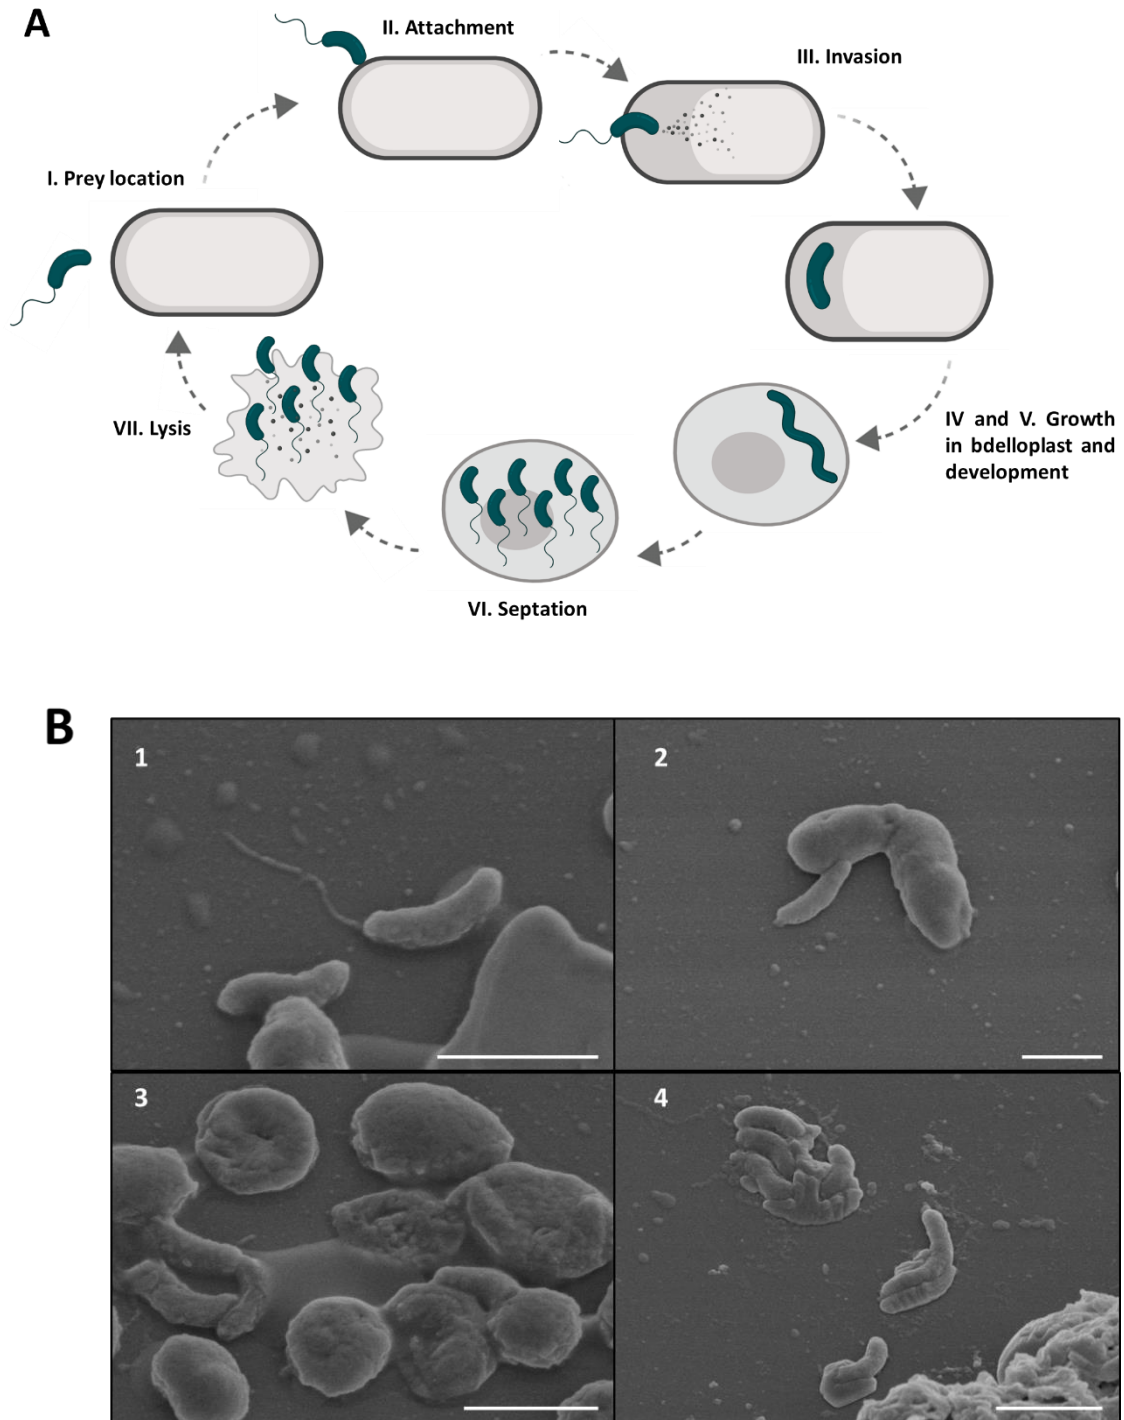 A
II. Attachment
III. Invasion
I. Prey location
IV and V. Growth
in bdelloplast and
development
VII. Lysis
VI. Septation
B
1
2
3
4